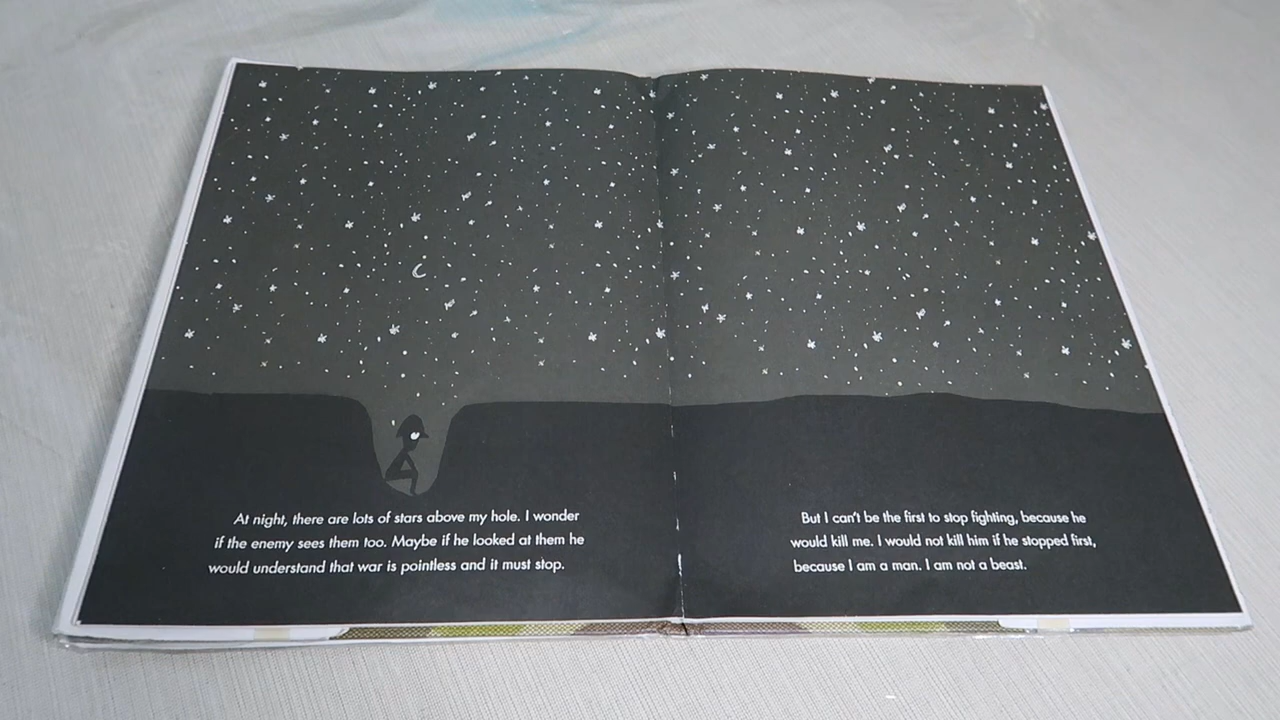 At night, there are lots of stars above my hole. I wonder
if the enemy sees them too. Maybe if he looked at them he
would understand that war is pointless and it must stop.
But I can't be the first to stop fighting, because he
would kill me. I would not kill him if he stopped first,
because I am a man. I am not a beast.